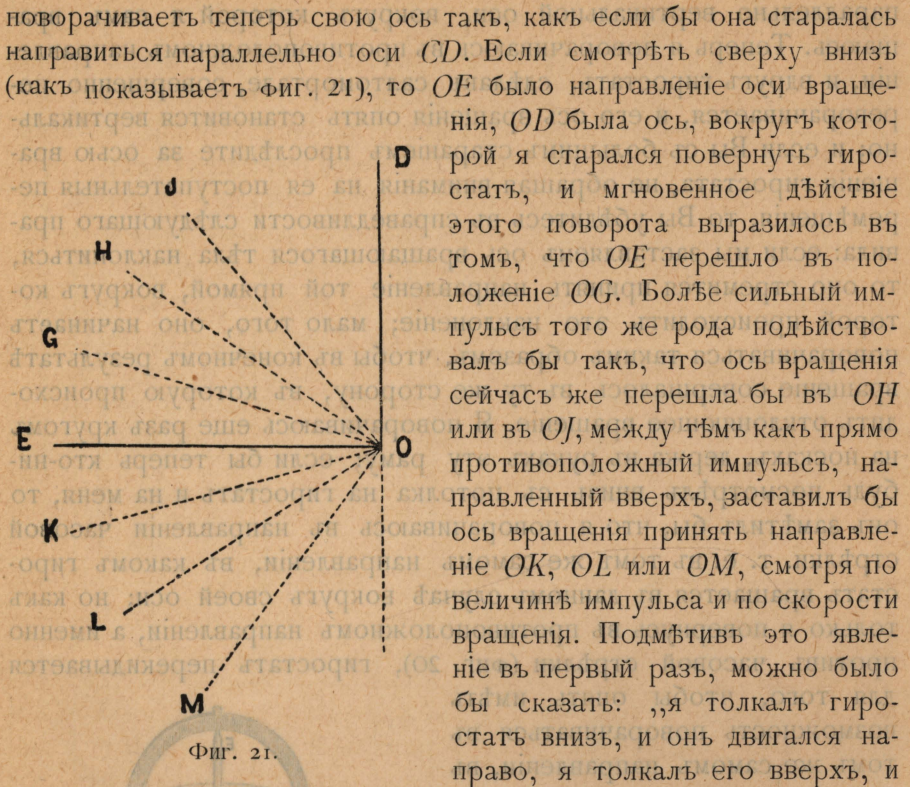 поворачиваетъ теперь свою ось такъ, какъ если бы она старалась
направиться параллельно оси CD. Если смотрѣть сверху внизъ
(какъ показываетъ фиг. 21), то OE было направленіе оси враще-
нія, OD была ось, вокругъ кото-
рой я старался повернуть гиро-
статъ, и мгновенное дѣйствіе
этого поворота выразилось въ
томъ, что OE перешло въ по-
ложеніе OG. Болѣе сильный им-
пульсъ того же рода подѣйство-
валъ бы такъ, что ось вращенія
сейчасъ же перешла бы въ OH
или въ OJ, между тѣмъ какъ прямо
противоположный импульсъ, на-
правленный вверхъ, заставилъ бы
ось вращенія принять направле-
ніе OK, OL или OM, смотря по
величинѣ импульса и по скорости
вращенія. Подмѣтивъ это явле-
ніе въ первый разъ, можно было
бы сказать: ,,я толкалъ гиро-
статъ внизъ, и онъ двигался на-
право, я толкалъ его вверхъ, и
D
J
H
G
E
O
K
L
M
Фиг. 21.